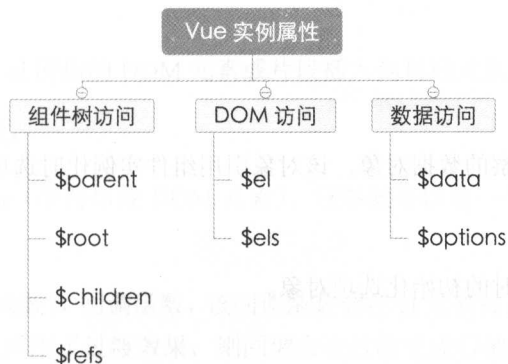 Vue 实例属性
组件树访问
DOM 访问
数据访问
$parent
$el
$data
$root
$els
$options
$children
$refs